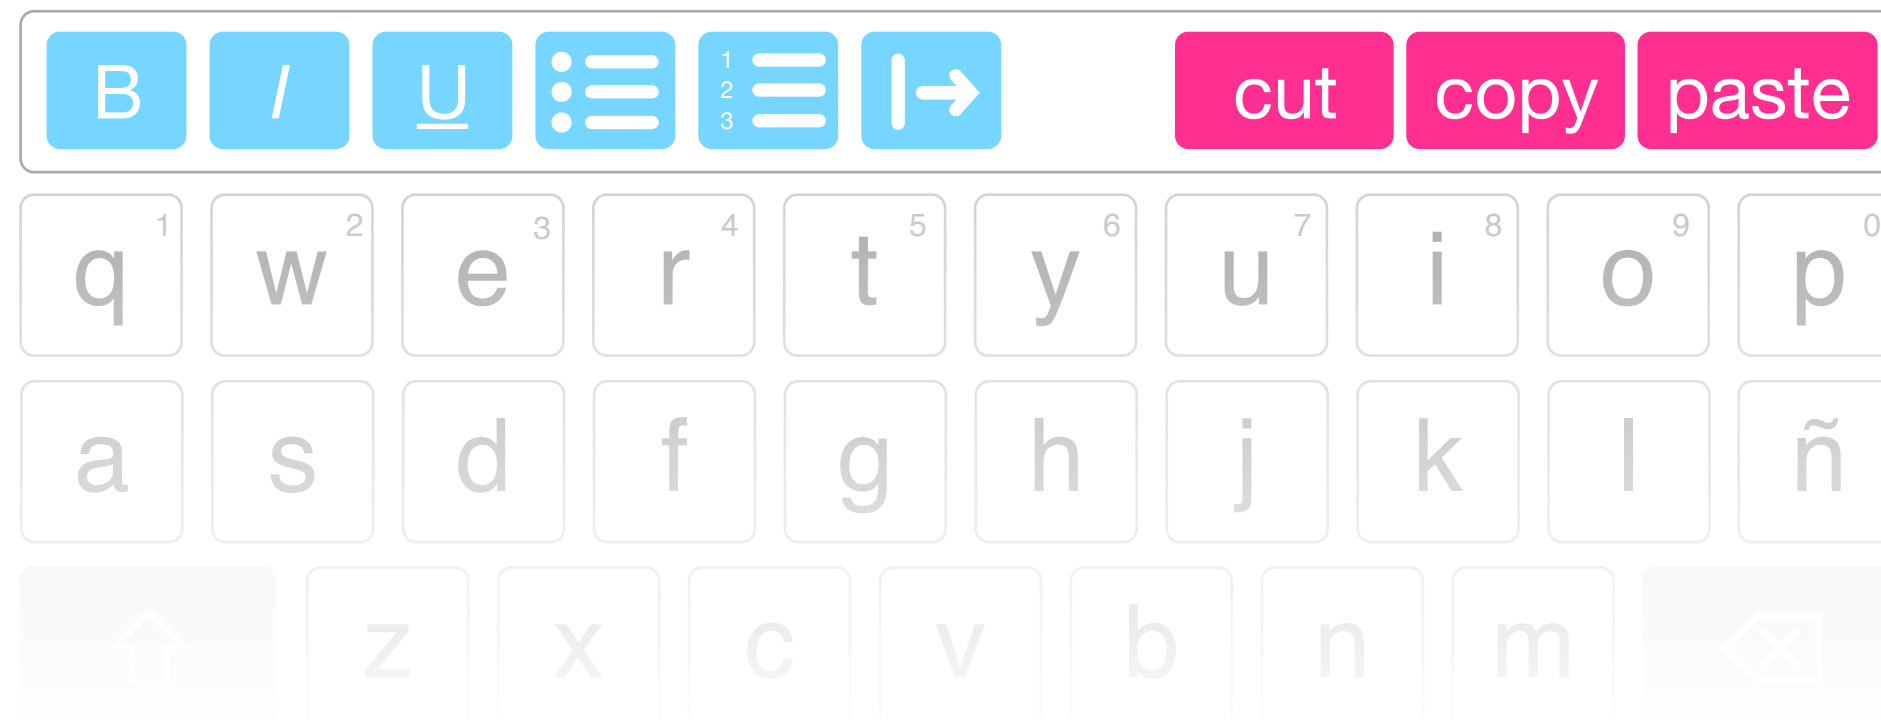 B I U 1 2 3 cut copy paste
q 1 w 2 e 3 r 4 t 5 y 6 u 7 i 8 o 9 p 0
a s d f g h j k l ñ
z x c v b n m